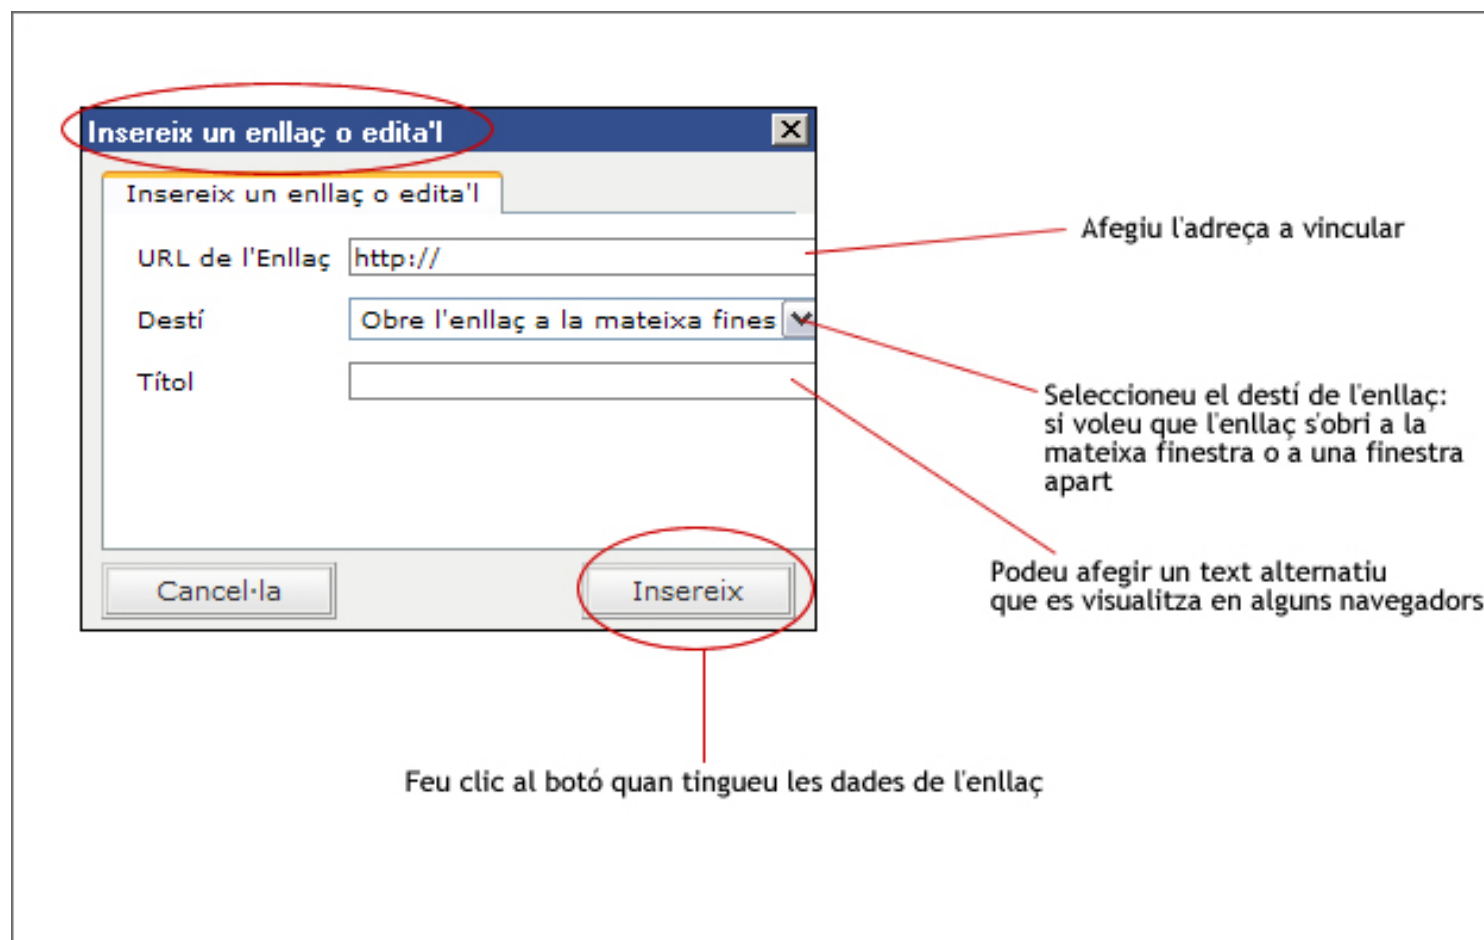 Insereix un enllaç o edita'l
Insereix un enllaç o edita'l
URL de l'Enllaç http://
Afegiu l'adreça a vincular
Destí Obre l'enllaç a la mateixa fines
Títol
Seleccioneu el destí de l'enllaç:
si voleu que l'enllaç s'obri a la
mateixa finestra o a una finestra
apart
Podeu afegir un text alternatiu
que es visualitza en alguns navegadors
Cancel·la Insereix
Feu clic al botó quan tingueu les dades de l'enllaç